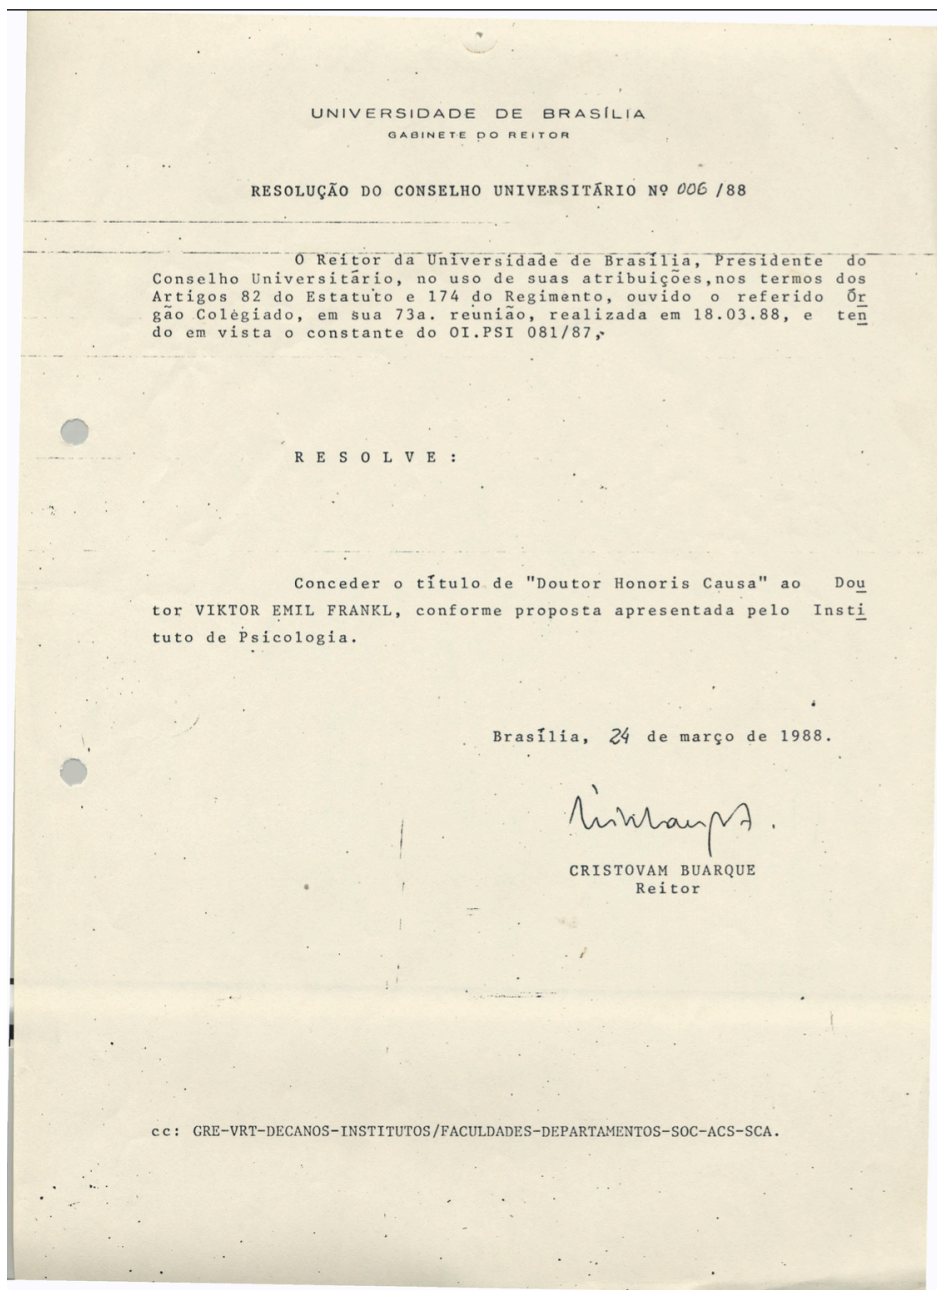 UNIVERSIDADE DE BRASÍLIA
GABINETE DO REITOR
RESOLUÇÃO DO CONSELHO UNIVERSITÁRIO Nº 006 /88
O Reitor da Universidade de Brasília, Presidente do
Conselho Universitário, no uso de suas atribuições,nos termos dos
Artigos 82 do Estatuto e 174 do Regimento, ouvido o referido Ór
gão Colegiado, em sua 73a. reunião, realizada em 18.03.88, e ten
do em vista o constante do OI.PSI 081/87,
R E S O L V E :
Conceder o título de "Doutor Honoris Causa" ao Dou
tor VIKTOR EMIL FRANKL, conforme proposta apresentada pelo Insti
tuto de Psicologia.
Brasília, 24 de março de 1988.
CRISTOVAM BUARQUE
Reitor
cc: GRE-VRT-DECANOS-INSTITUTOS/FACULDADES-DEPARTAMENTOS-SOC-ACS-SCA.